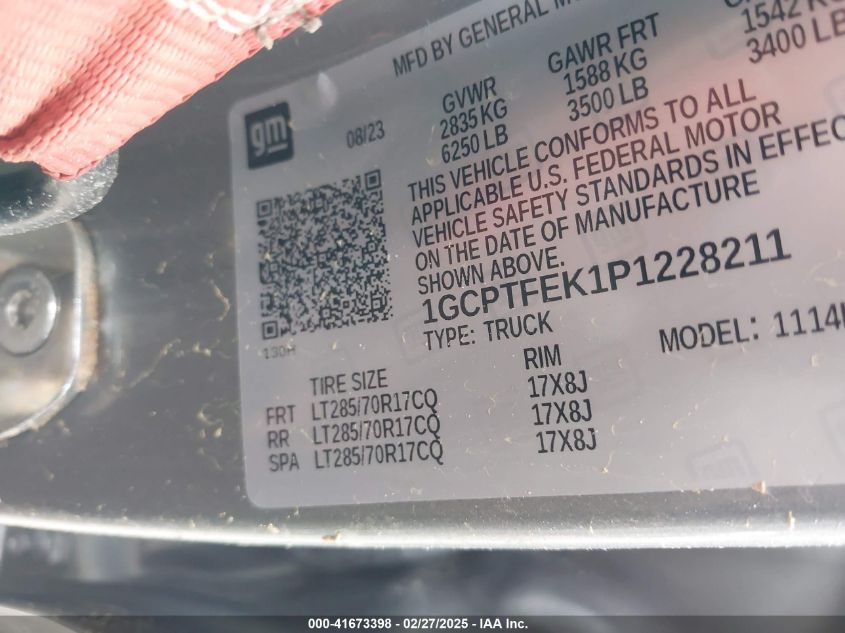 MFD BY GENERAL
gm
08/23
GVWR
2835 KG
6250 LB
GAWR FRT
1588 KG
3500 LB
1542
3400 LB
THIS VEHICLE CONFORMS TO ALL
APPLICABLE U.S. FEDERAL MOTOR
VEHICLE SAFETY STANDARDS IN EFFEC
ON THE DATE OF MANUFACTURE
SHOWN ABOVE.
1GCPTFEK1P1228211
TYPE: TRUCK
MODEL: 1114
130H
TIRE SIZE
RIM
FRT LT285/70R17CQ 17X8J
RR LT285/70R17CQ 17X8J
SPA LT285/70R17CQ 17X8J
000-41673398 - 02/27/2025 - IAA Inc.